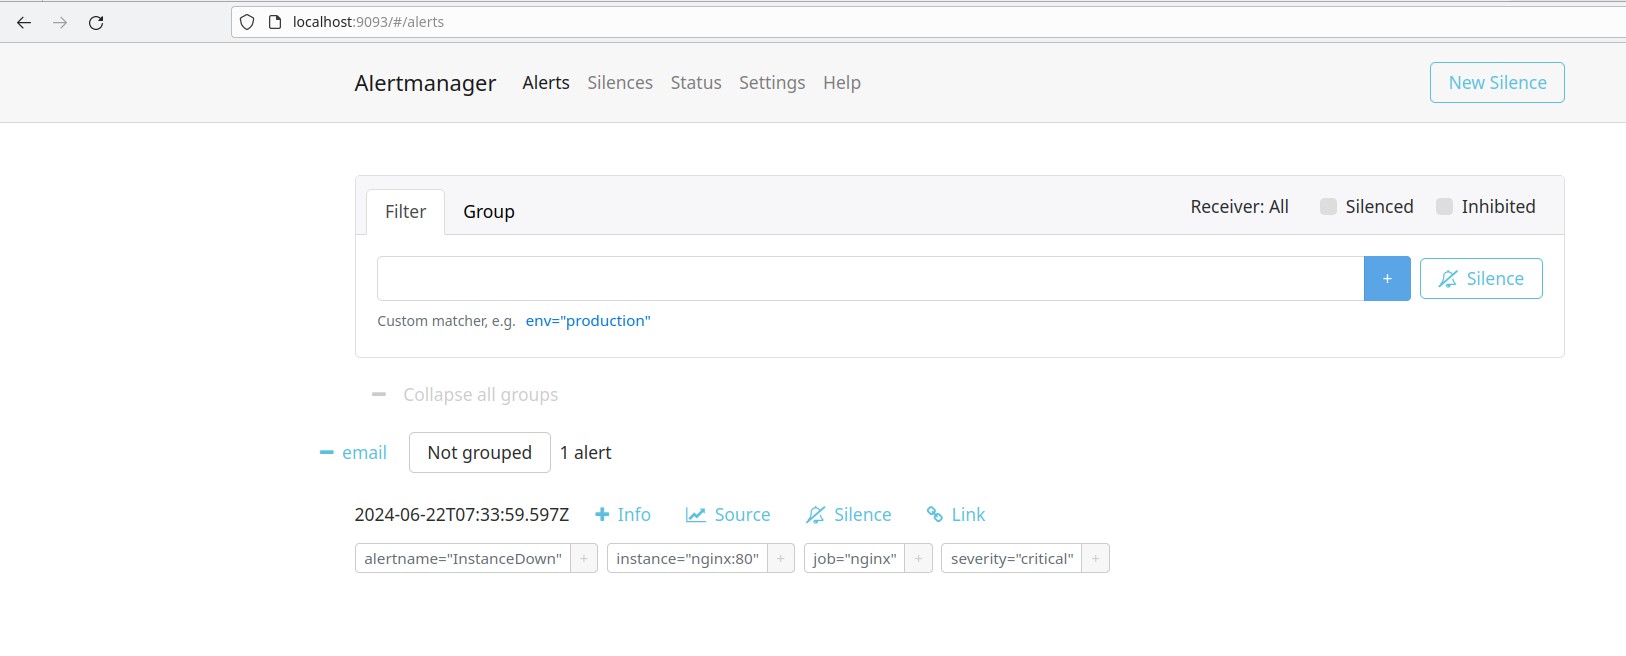 localhost:9093/#/alerts
Alertmanager Alerts Silences Status Settings Help New Silence
Filter Group Receiver: All Silenced Inhibited
+ Silence
Custom matcher, e.g. env="production"
Collapse all groups
email Not grouped 1 alert
2024-06-22T07:33:59.597Z Info Source Silence Link
alertname="InstanceDown" + instance="nginx:80" + job="nginx" + severity="critical" +